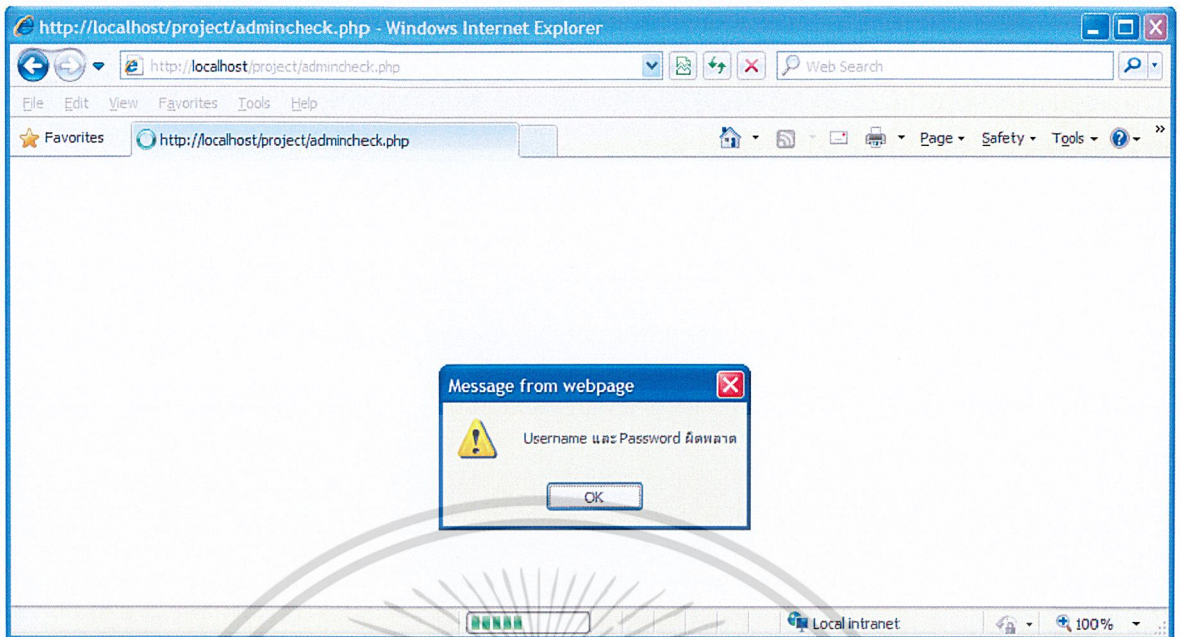 http://localhost/project/admincheck.php - Windows Internet Explorer
http://localhost/project/admincheck.php Web Search
File Edit View Favorites Tools Help
Favorites http://localhost/project/admincheck.php Page Safety Tools »
Message from webpage
Username และ Password ผิดพลาด
OK
Local intranet 100%